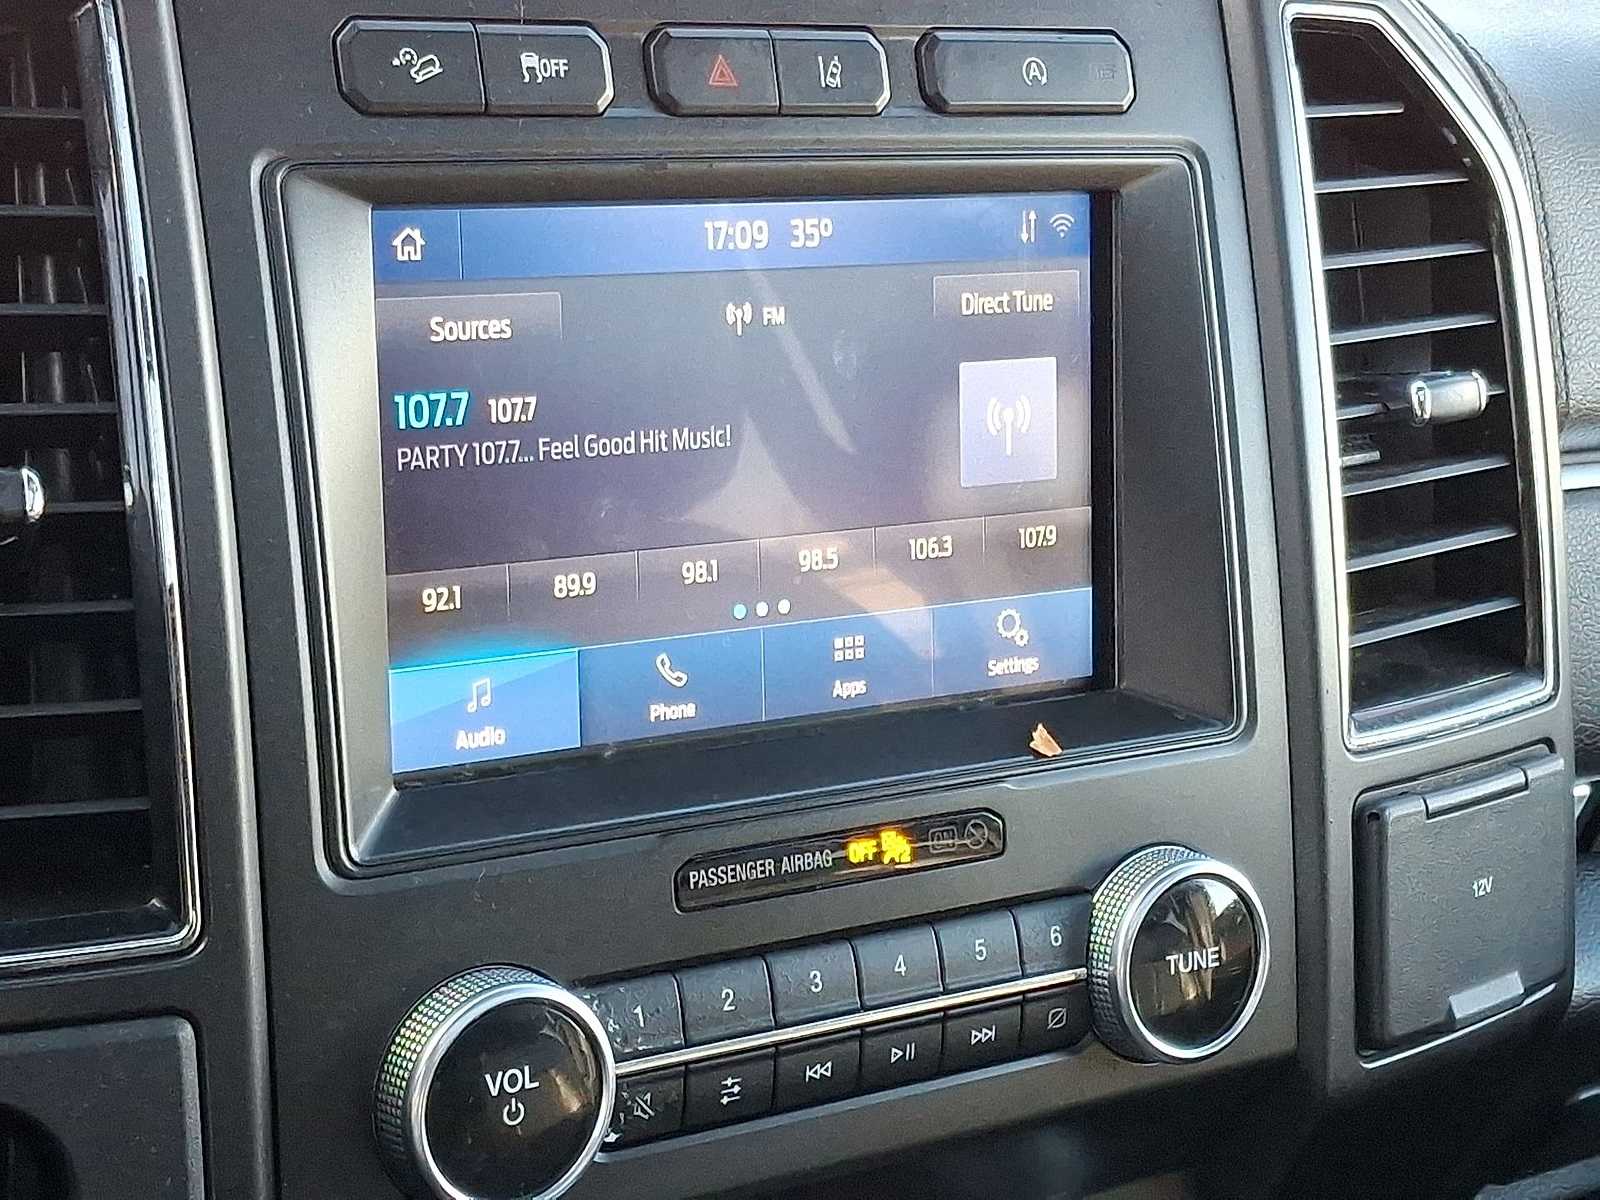 OFF
A
17:09 35°
Sources
FM
Direct Tune
107.7 107.7
PARTY 107.7... Feel Good Hit Music!
92.1 89.9 98.1 98.5 106.3 107.9
Audio Phone Apps Settings
PASSENGER AIRBAG OFF ON
1 2 3 4 5 6
VOL
TUNE
12V